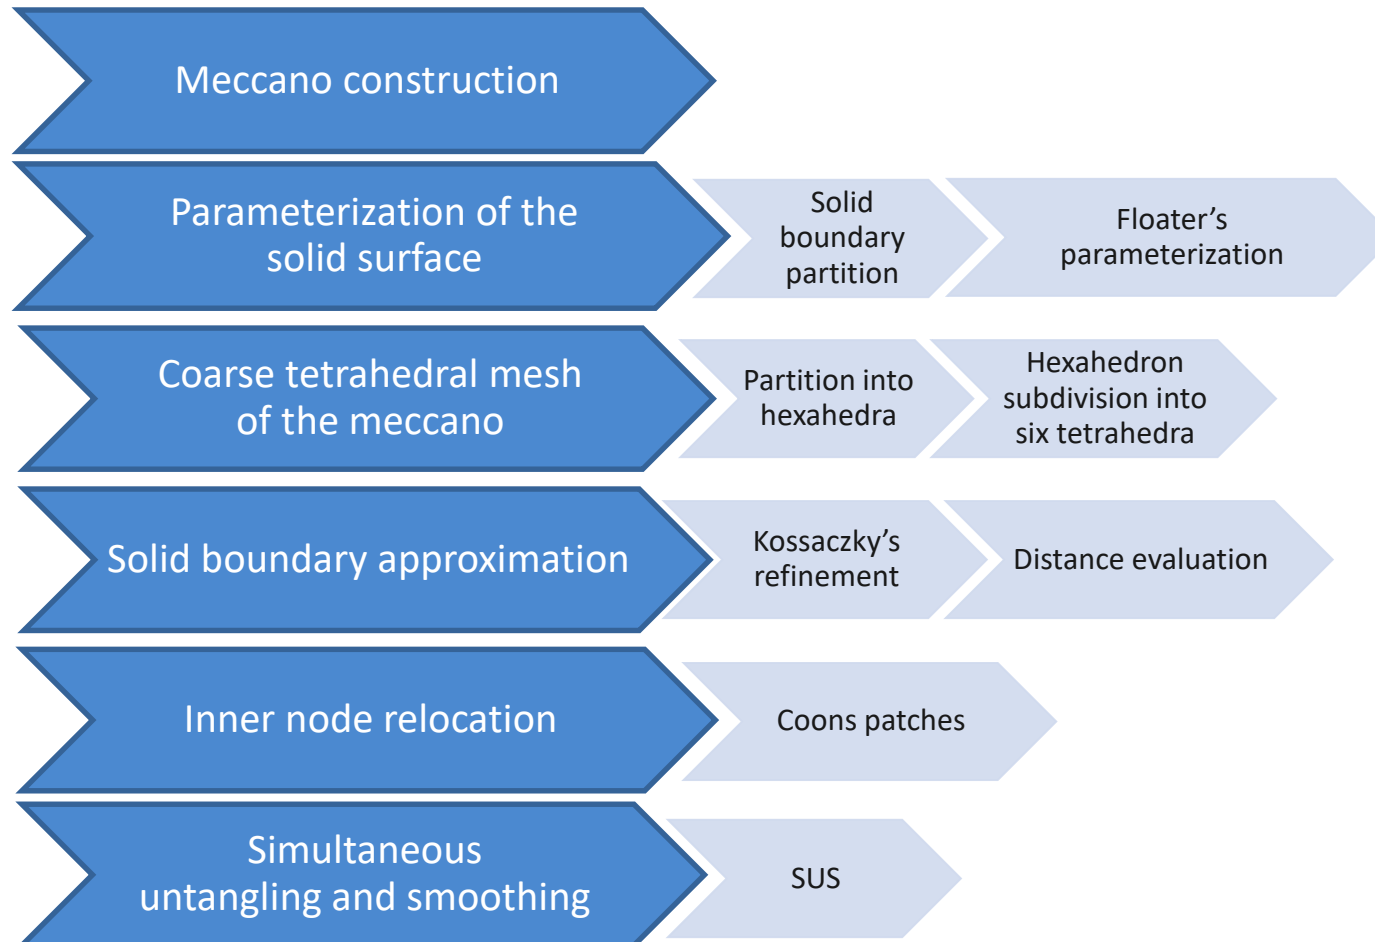 Meccano construction
Parameterization of the
solid surface
Solid
boundary
partition
Floater’s
parameterization
Coarse tetrahedral mesh
of the meccano
Partition into
hexahedra
Hexahedron
subdivision into
six tetrahedra
Solid boundary approximation
Kossaczky’s
refinement
Distance evaluation
Inner node relocation
Coons patches
Simultaneous
untangling and smoothing
SUS